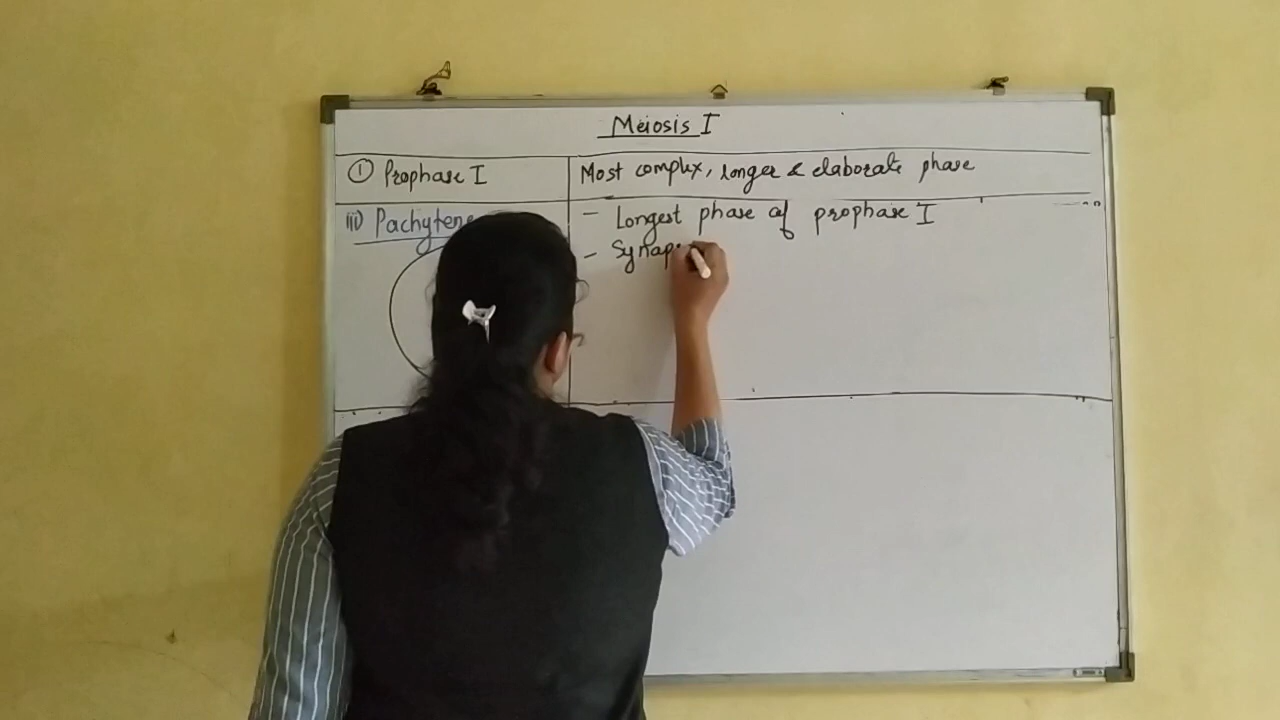 Meiosis I
① Prophase I
Most complex, longer & elaborate phase
iii) Pachytene
- Longest phase of prophase I
- Synap